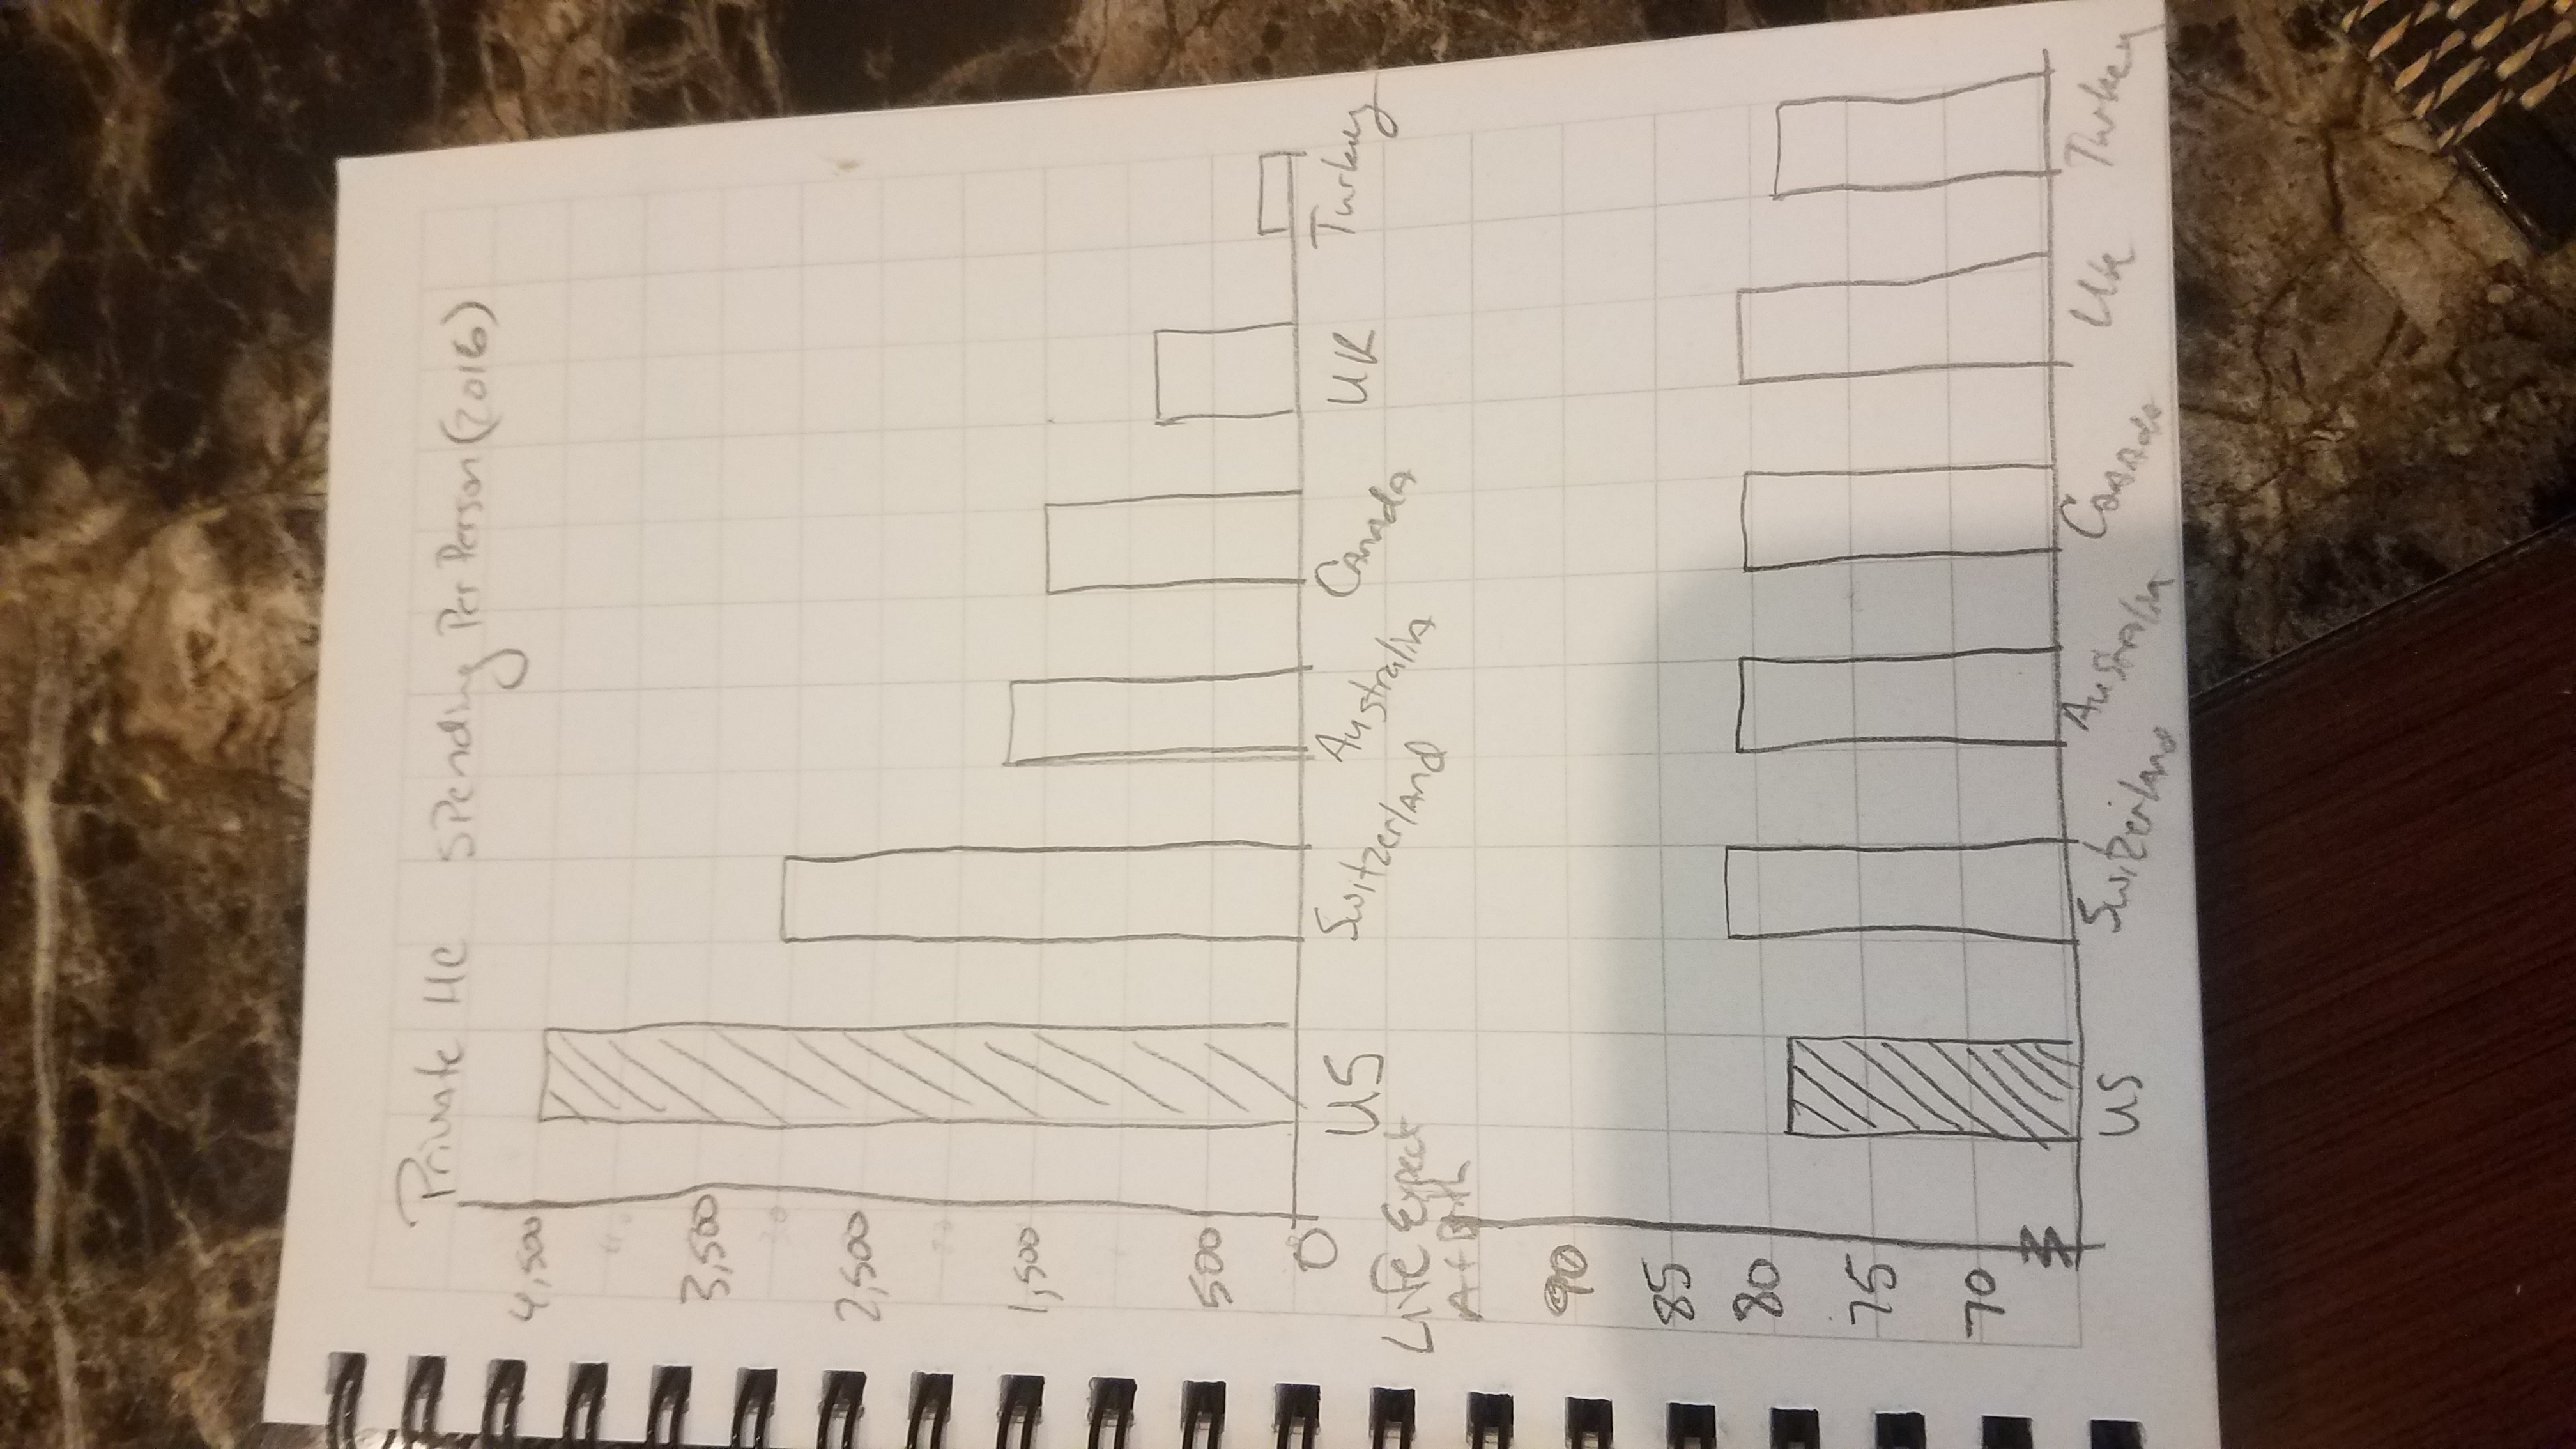 Private HC Spending Per Person (2016)
4,500
3,500
2,500
1,500
500
0
US Switzerland Australia Canada UK Turkey
Life Expect
At Birth
90
85
80
75
70
US Switzerland Australia Canada UK Turkey